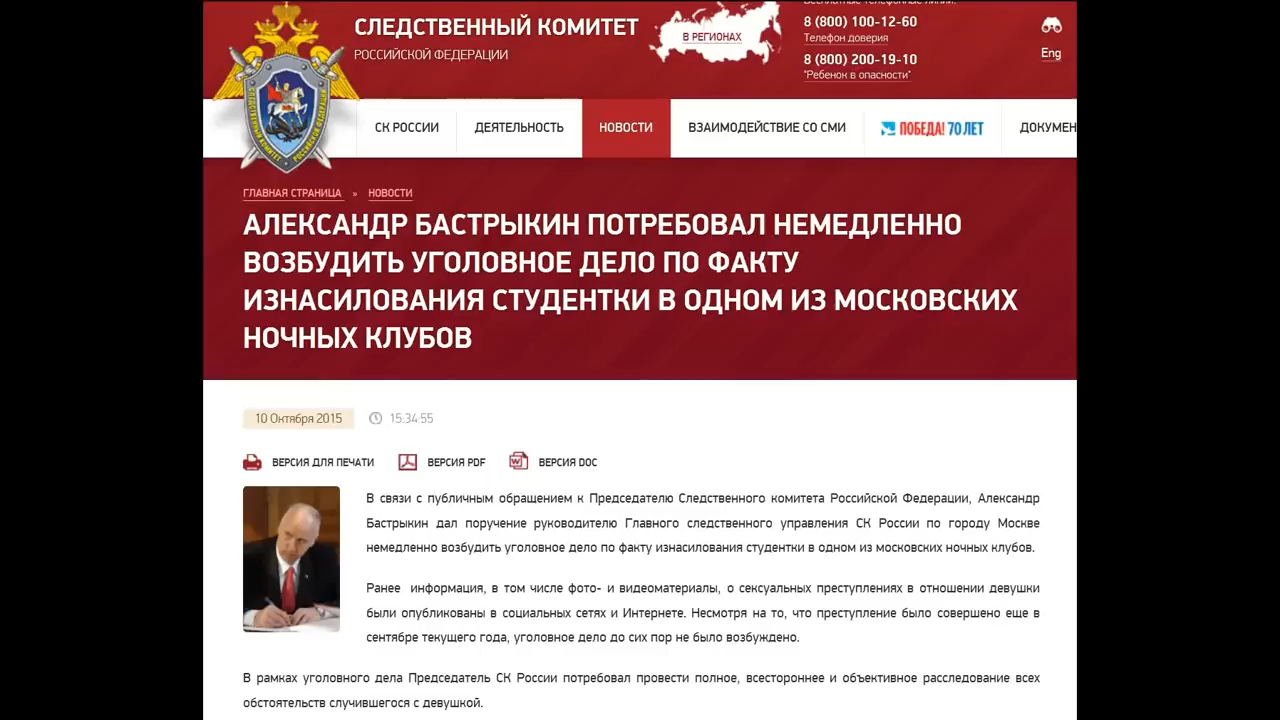 Бесплатные телефонные линии:
СЛЕДСТВЕННЫЙ КОМИТЕТ
РОССИЙСКОЙ ФЕДЕРАЦИИ
В РЕГИОНАХ
8 (800) 100-12-60
Телефон доверия
8 (800) 200-19-10
"Ребенок в опасности"
Eng
СК РОССИИ ДЕЯТЕЛЬНОСТЬ НОВОСТИ ВЗАИМОДЕЙСТВИЕ СО СМИ ПОБЕДА! 70 ЛЕТ ДОКУМЕН
ГЛАВНАЯ СТРАНИЦА » НОВОСТИ
АЛЕКСАНДР БАСТРЫКИН ПОТРЕБОВАЛ НЕМЕДЛЕННО
ВОЗБУДИТЬ УГОЛОВНОЕ ДЕЛО ПО ФАКТУ
ИЗНАСИЛОВАНИЯ СТУДЕНТКИ В ОДНОМ ИЗ МОСКОВСКИХ
НОЧНЫХ КЛУБОВ
10 Октября 2015 15:34:55
ВЕРСИЯ ДЛЯ ПЕЧАТИ ВЕРСИЯ PDF ВЕРСИЯ DOC
В связи с публичным обращением к Председателю Следственного комитета Российской Федерации, Александр
Бастрыкин дал поручение руководителю Главного следственного управления СК России по городу Москве
немедленно возбудить уголовное дело по факту изнасилования студентки в одном из московских ночных клубов.
Ранее информация, в том числе фото- и видеоматериалы, о сексуальных преступлениях в отношении девушки
были опубликованы в социальных сетях и Интернете. Несмотря на то, что преступление было совершено еще в
сентябре текущего года, уголовное дело до сих пор не было возбуждено.
В рамках уголовного дела Председатель СК России потребовал провести полное, всестороннее и объективное расследование всех
обстоятельств случившегося с девушкой.